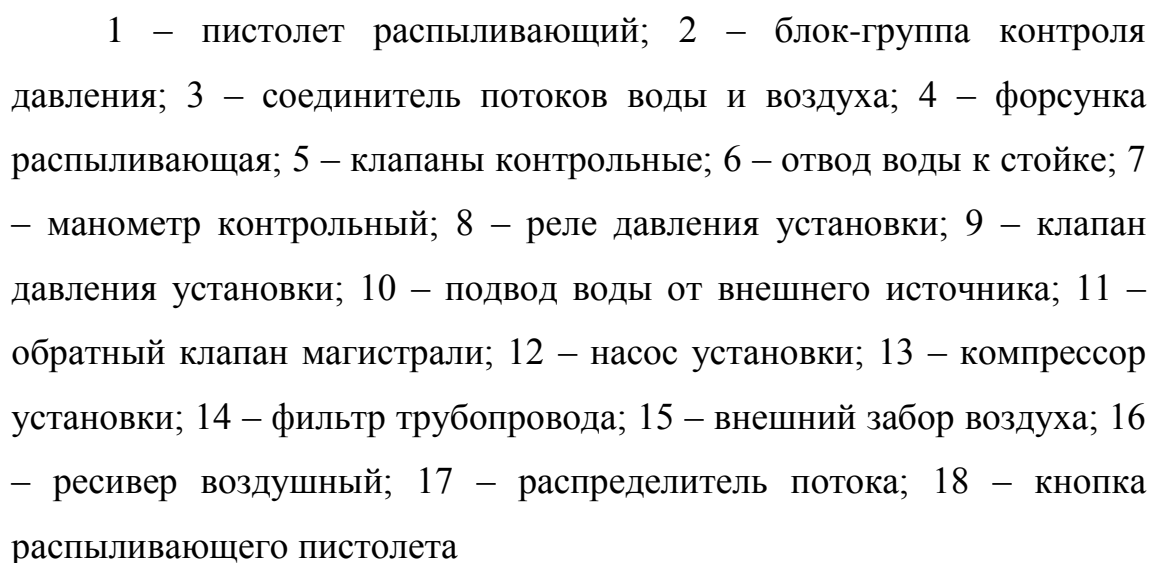 1 – пистолет распыливающий; 2 – блок-группа контроля
давления; 3 – соединитель потоков воды и воздуха; 4 – форсунка
распыливающая; 5 – клапаны контрольные; 6 – отвод воды к стойке; 7
– манометр контрольный; 8 – реле давления установки; 9 – клапан
давления установки; 10 – подвод воды от внешнего источника; 11 –
обратный клапан магистрали; 12 – насос установки; 13 – компрессор
установки; 14 – фильтр трубопровода; 15 – внешний забор воздуха; 16
– ресивер воздушный; 17 – распределитель потока; 18 – кнопка
распыливающего пистолета